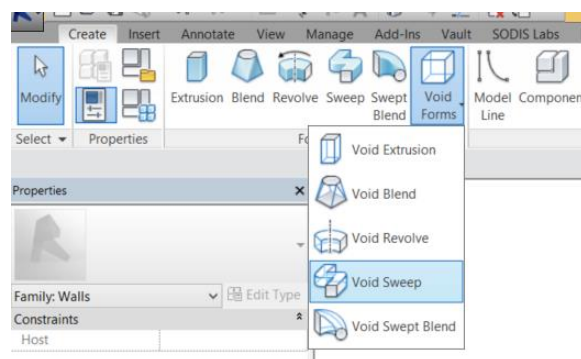 Create Insert Annotate View Manage Add-Ins Vault SODIS Labs
Modify
Extrusion Blend Revolve Sweep Swept Blend Void Forms Model Line
Select Properties
Void Extrusion
Void Blend
Void Revolve
Void Sweep
Void Swept Blend
Properties
Family: Walls Edit Type
Constraints
Host